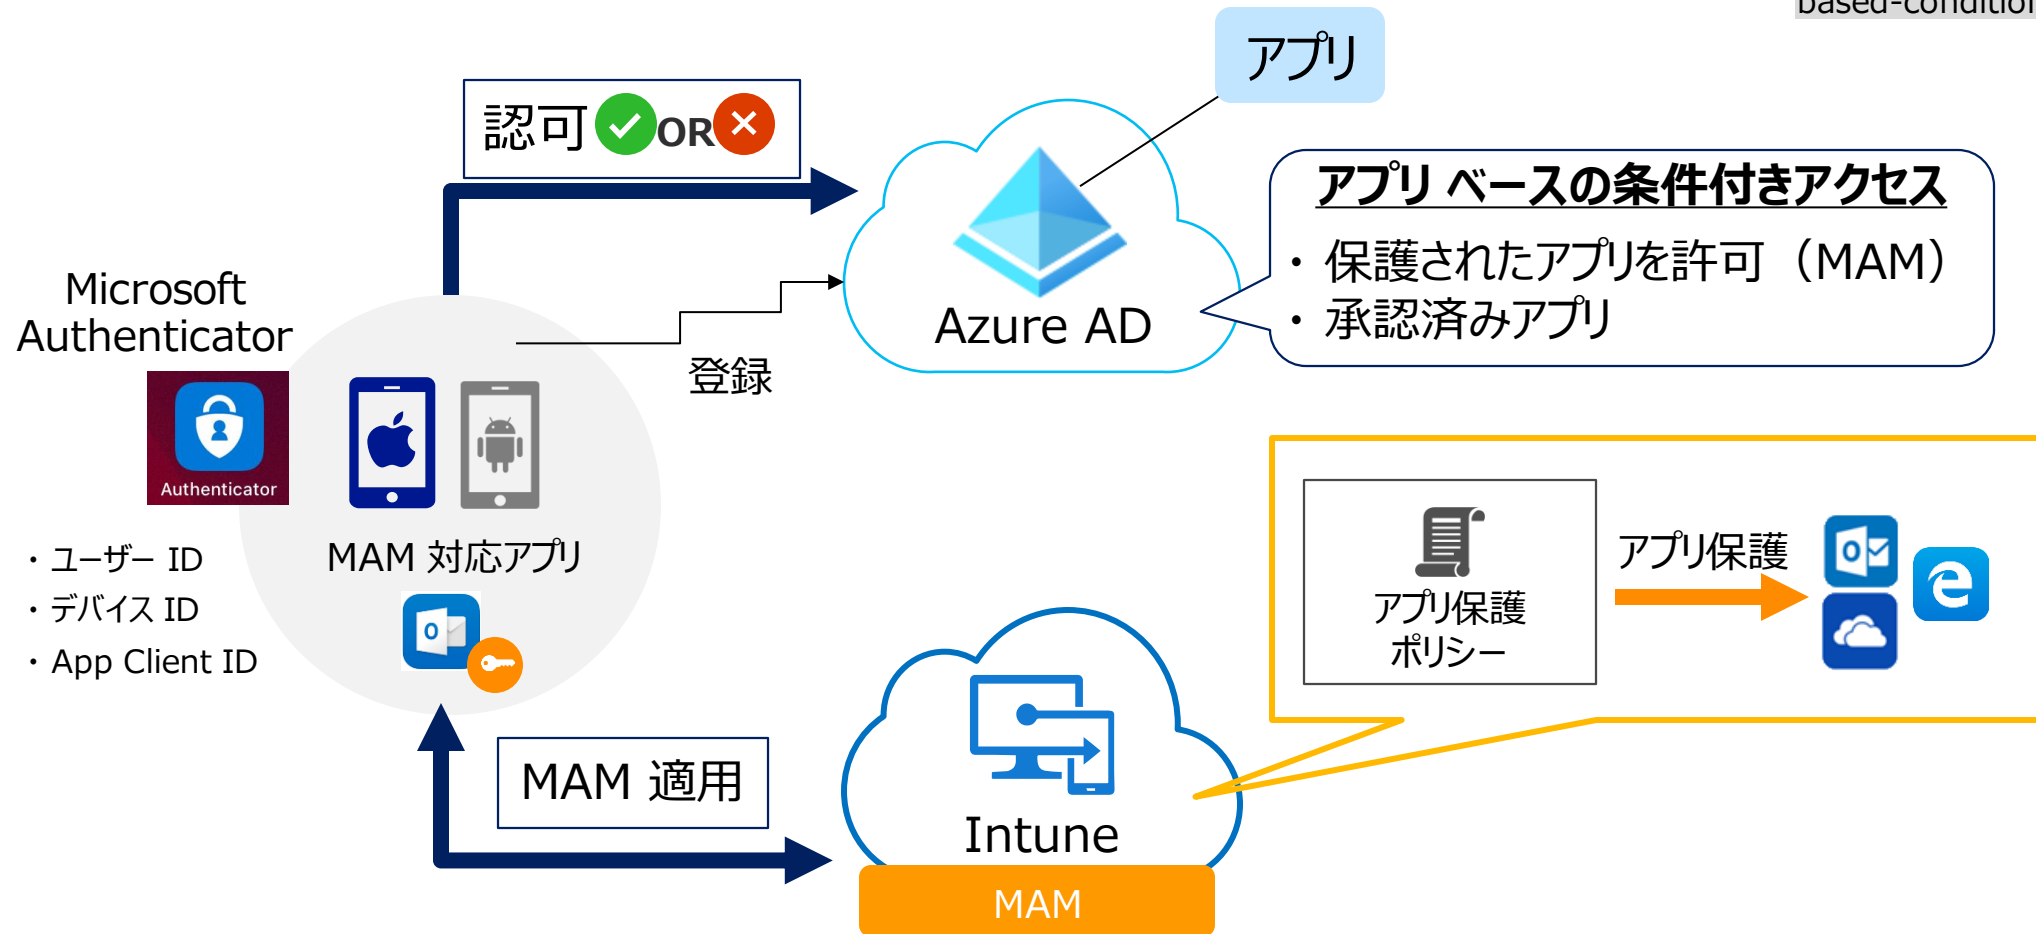 based-condition
アプリ
認可 OR
アプリ ベースの条件付きアクセス
・ 保護されたアプリを許可（MAM）
・ 承認済みアプリ
Azure AD
Microsoft
Authenticator
登録
Authenticator
・ ユーザー ID
・ デバイス ID
・ App Client ID
MAM 対応アプリ
アプリ保護
アプリ保護
ポリシー
MAM 適用
Intune
MAM